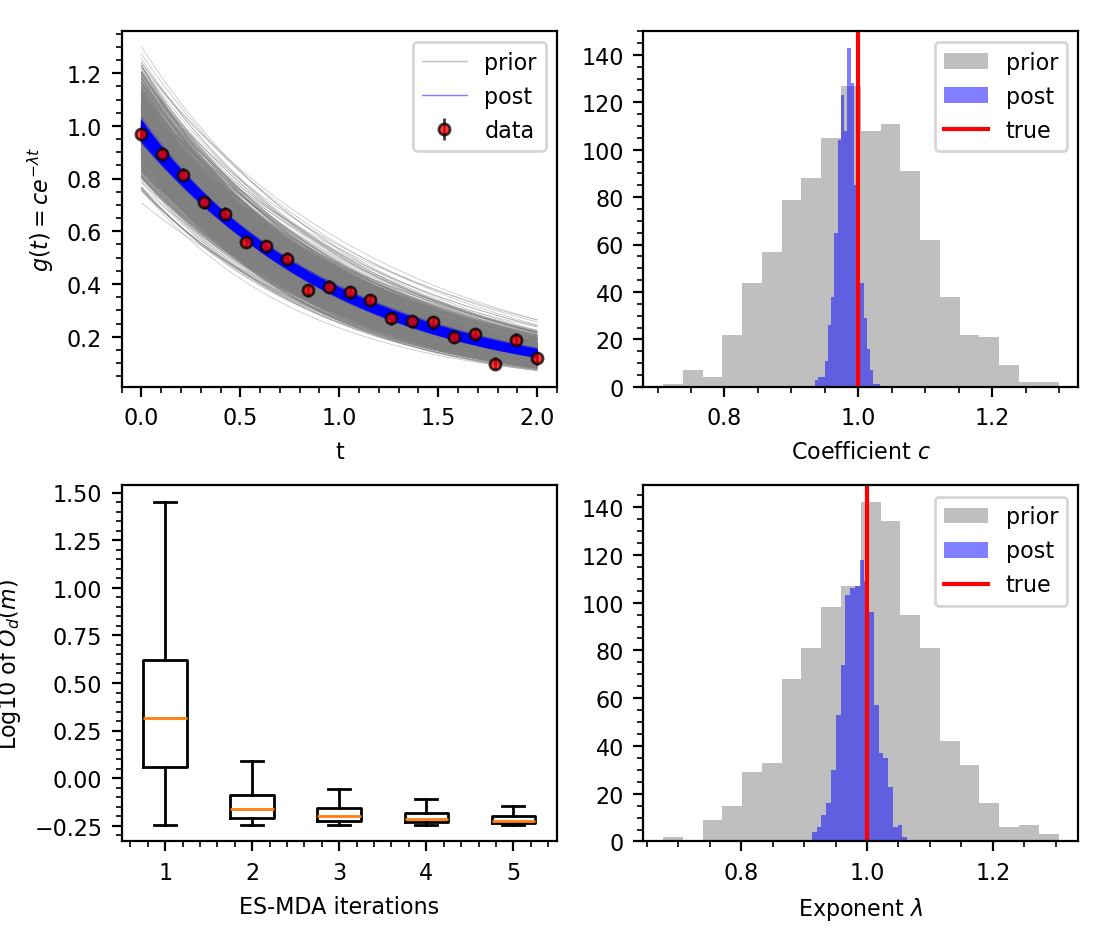 1.2
1.0
0.8
0.6
0.4
0.2
g(t) = ce^{-λt}
0.0 0.5 1.0 1.5 2.0
t
prior
post
data
140
120
100
80
60
40
20
0
0.8 1.0 1.2
Coefficient c
prior
post
true
1.50
1.25
1.00
0.75
0.50
0.25
0.00
−0.25
Log10 of O_d(m)
1 2 3 4 5
ES-MDA iterations
140
120
100
80
60
40
20
0
0.8 1.0 1.2
Exponent λ
prior
post
true